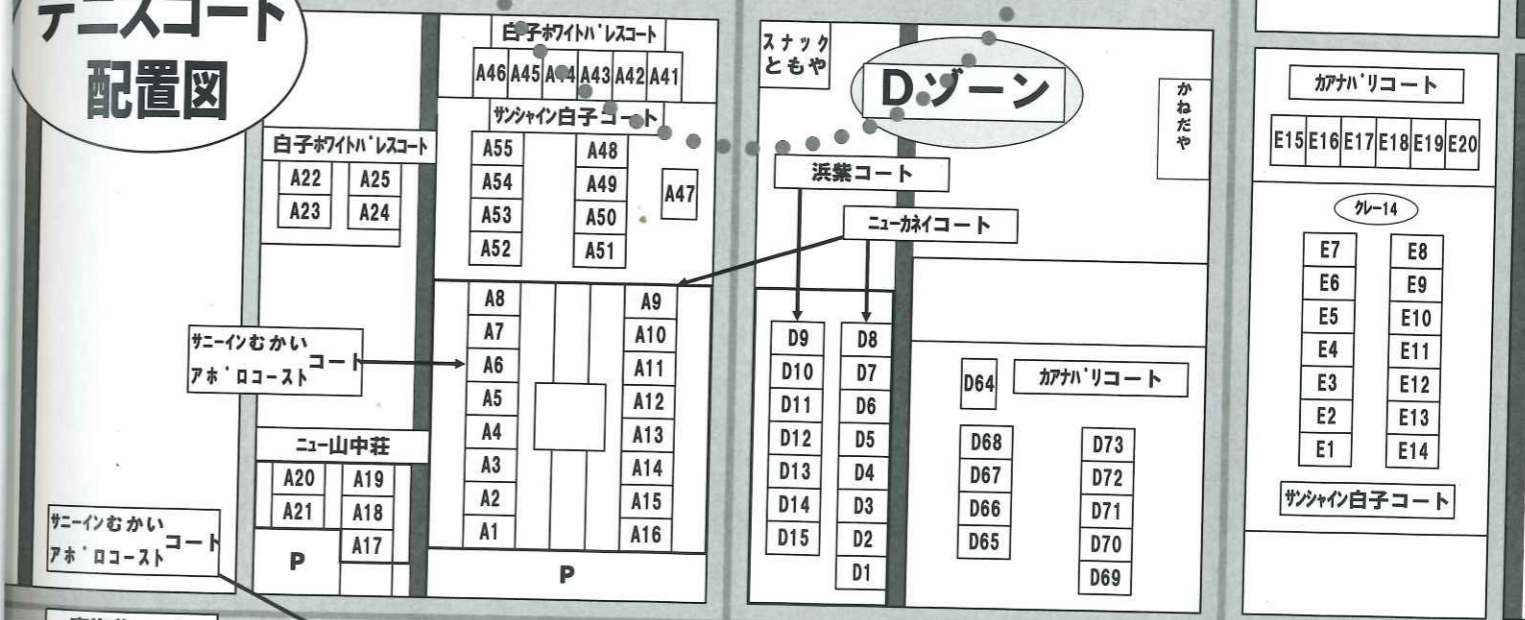 テニスコート
配置図
白子ホワイトパレスコート
A46 A45 A44 A43 A42 A41
サンシャイン白子コート
A55 A48
A54 A49 A47
A53 A50
A52 A51
白子ホワイトパレスコート
A22 A25
A23 A24
A8 A9
A7 A10
A6 A11
A5 A12
A4 A13
A3 A14
A2 A15
A1 A16
P
サニーインむかい
アポロコースト
コート
ニュー山中荘
A20 A19
A21 A18
A17
P
サニーインむかい
アポロコースト
コート
スナック
ともや
Dゾーン
かねだや
浜紫コート
ニューカネイコート
D9 D8
D10 D7
D11 D6
D12 D5
D13 D4
D14 D3
D15 D2
D1
D64
カアナパリコート
D68 D73
D67 D72
D66 D71
D65 D70
D69
カアナパリコート
E15 E16 E17 E18 E19 E20
クレー14
E7 E8
E6 E9
E5 E10
E4 E11
E3 E12
E2 E13
E1 E14
サンシャイン白子コート